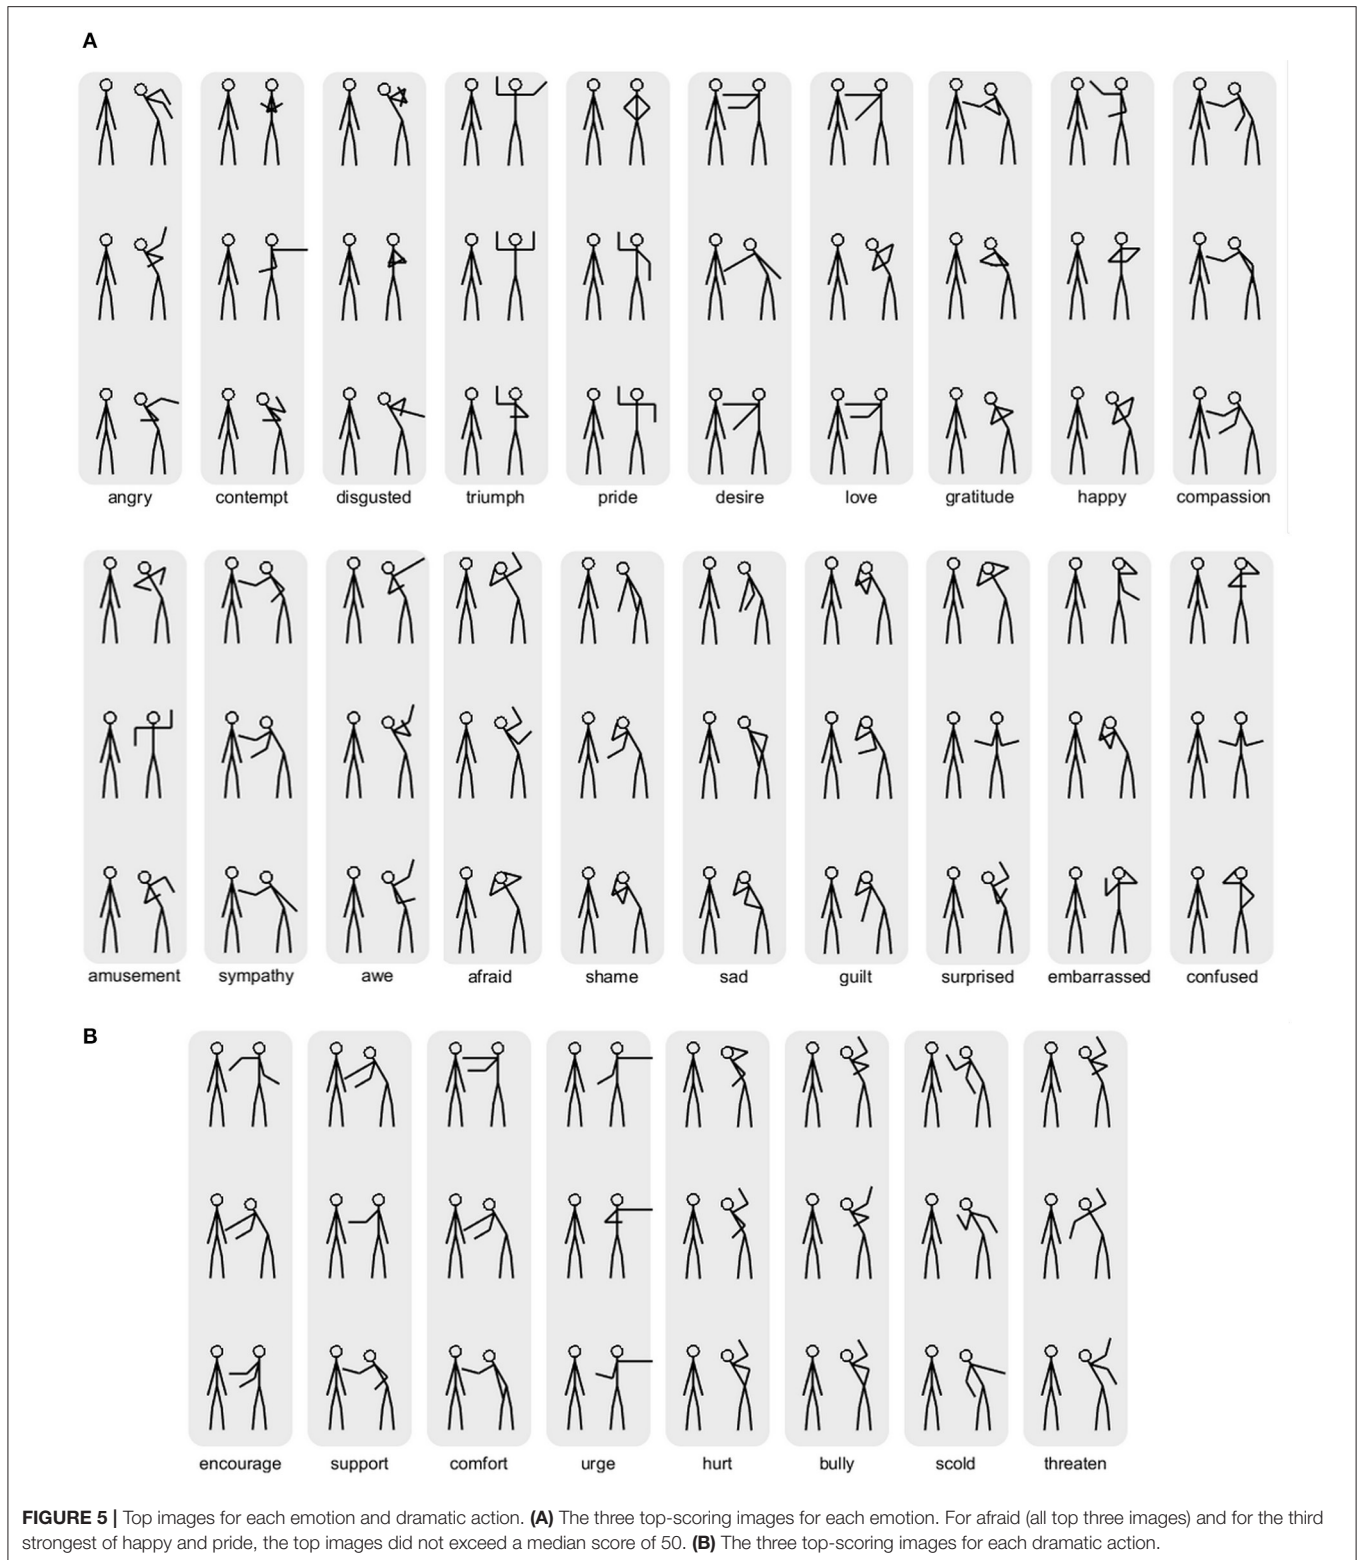 A
angry contempt disgusted triumph pride desire love gratitude happy compassion
amusement sympathy awe afraid shame sad guilt surprised embarrassed confused
B
encourage support comfort urge hurt bully scold threaten
FIGURE 5 | Top images for each emotion and dramatic action. (A) The three top-scoring images for each emotion. For afraid (all top three images) and for the third
strongest of happy and pride, the top images did not exceed a median score of 50. (B) The three top-scoring images for each dramatic action.